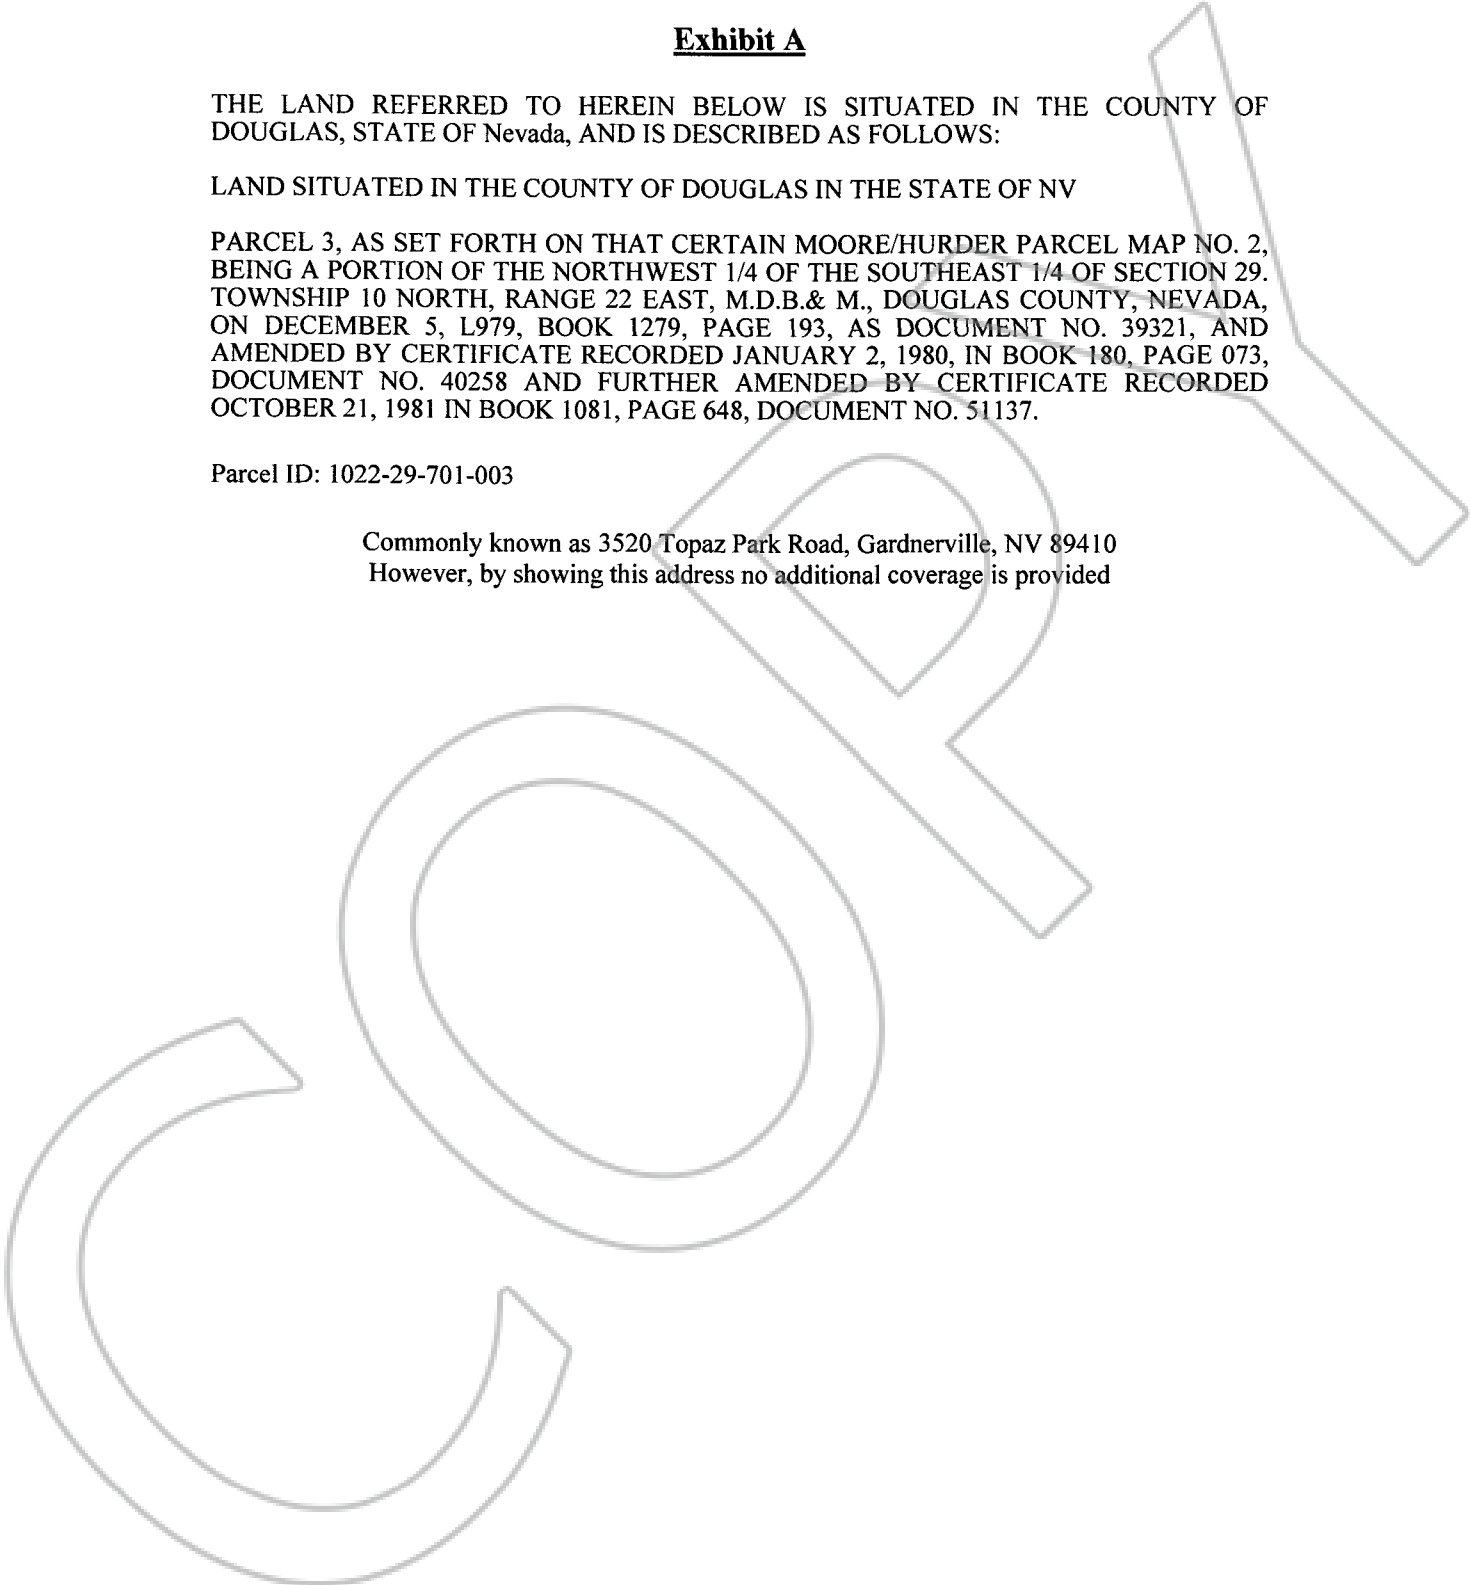 Exhibit A
THE LAND REFERRED TO HEREIN BELOW IS SITUATED IN THE COUNTY OF
DOUGLAS, STATE OF Nevada, AND IS DESCRIBED AS FOLLOWS:
LAND SITUATED IN THE COUNTY OF DOUGLAS IN THE STATE OF NV
PARCEL 3, AS SET FORTH ON THAT CERTAIN MOORE/HURDER PARCEL MAP NO. 2,
BEING A PORTION OF THE NORTHWEST 1/4 OF THE SOUTHEAST 1/4 OF SECTION 29.
TOWNSHIP 10 NORTH, RANGE 22 EAST, M.D.B.& M., DOUGLAS COUNTY, NEVADA,
ON DECEMBER 5, L979, BOOK 1279, PAGE 193, AS DOCUMENT NO. 39321, AND
AMENDED BY CERTIFICATE RECORDED JANUARY 2, 1980, IN BOOK 180, PAGE 073,
DOCUMENT NO. 40258 AND FURTHER AMENDED BY CERTIFICATE RECORDED
OCTOBER 21, 1981 IN BOOK 1081, PAGE 648, DOCUMENT NO. 51137.
Parcel ID: 1022-29-701-003
Commonly known as 3520 Topaz Park Road, Gardnerville, NV 89410
However, by showing this address no additional coverage is provided
COPY